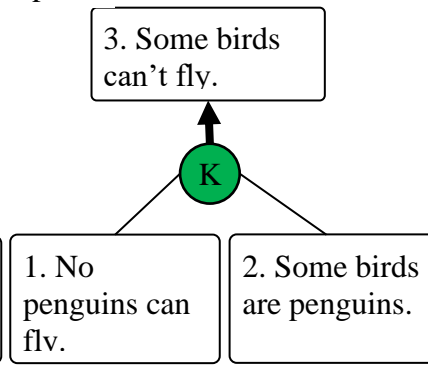 3. Some birds
can’t fly.
K
1. No
penguins can
fly.
2. Some birds
are penguins.